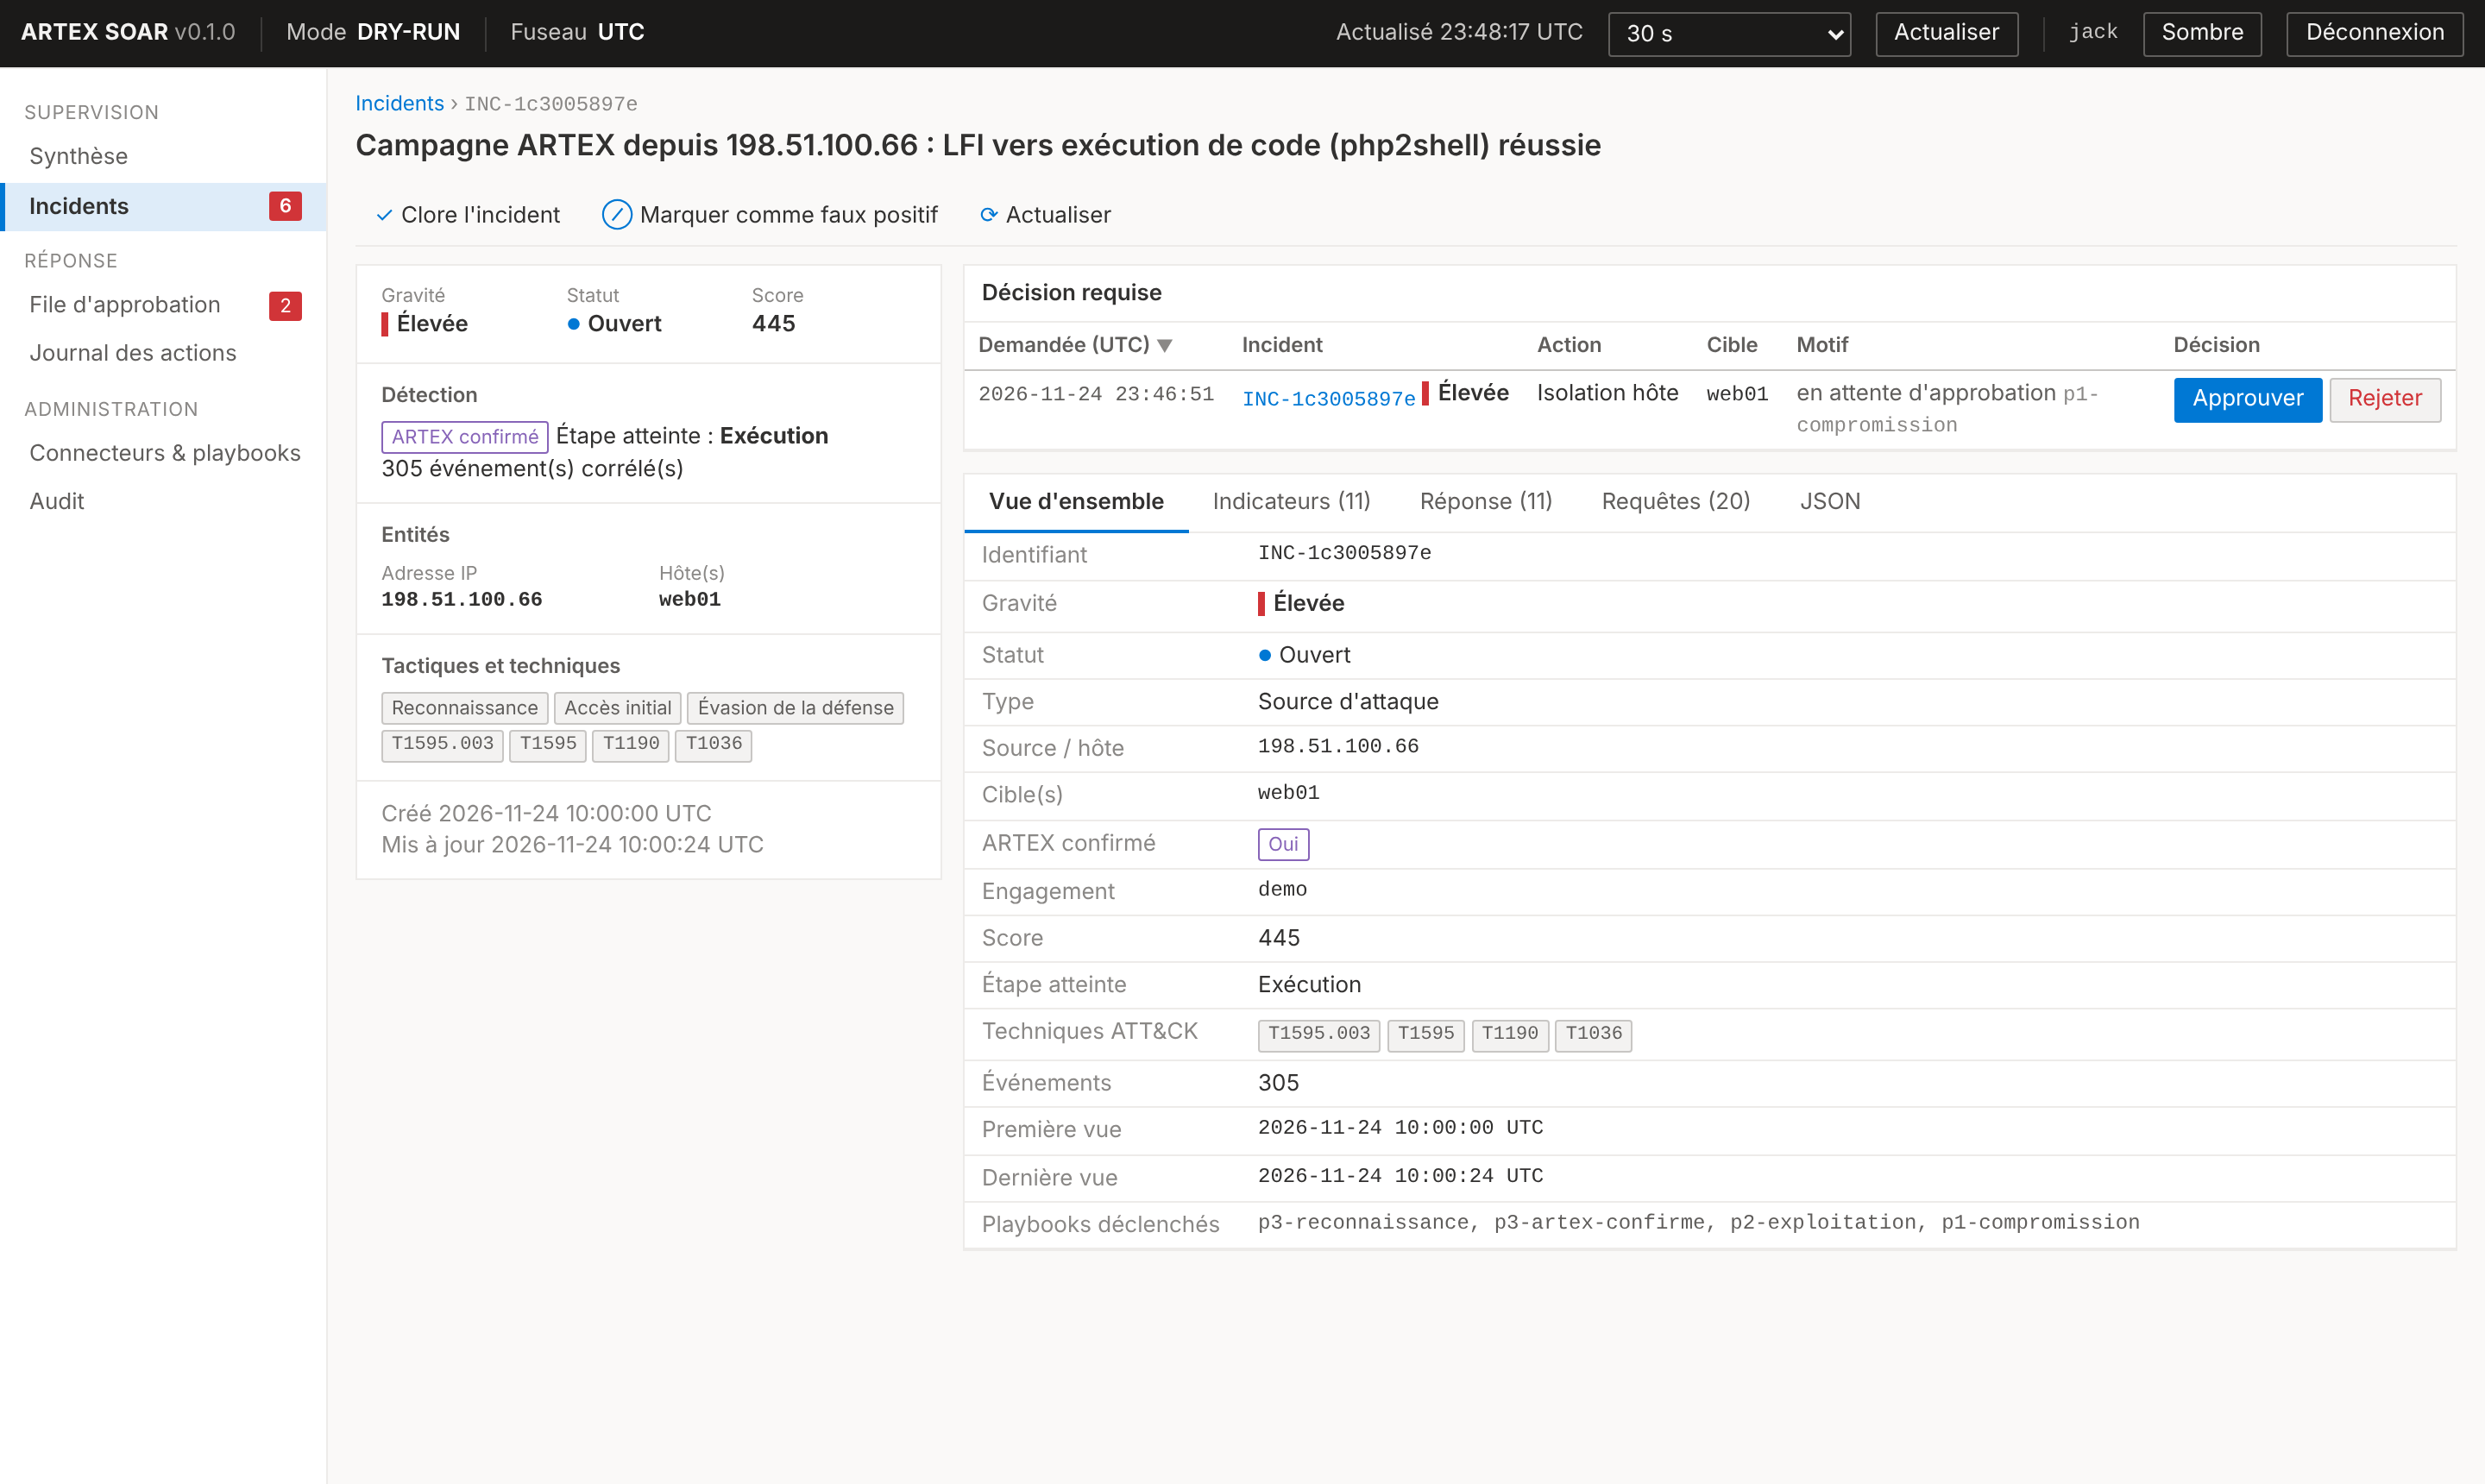 ARTEX SOAR v0.1.0 Mode DRY-RUN Fuseau UTC Actualisé 23:48:17 UTC 30 s Actualiser jack Sombre Déconnexion
SUPERVISION
Synthèse
Incidents 6
RÉPONSE
File d'approbation 2
Journal des actions
ADMINISTRATION
Connecteurs & playbooks
Audit
Incidents › INC-1c3005897e
Campagne ARTEX depuis 198.51.100.66 : LFI vers exécution de code (php2shell) réussie
Clore l'incident Marquer comme faux positif Actualiser
Gravité Statut Score
Élevée Ouvert 445
Détection
ARTEX confirmé Étape atteinte : Exécution
305 événement(s) corrélé(s)
Entités
Adresse IP Hôte(s)
198.51.100.66 web01
Tactiques et techniques
Reconnaissance Accès initial Évasion de la défense
T1595.003 T1595 T1190 T1036
Créé 2026-11-24 10:00:00 UTC
Mis à jour 2026-11-24 10:00:24 UTC
Décision requise
Demandée (UTC) ▼ Incident Action Cible Motif Décision
2026-11-24 23:46:51 INC-1c3005897e Élevée Isolation hôte web01 en attente d'approbation p1-
compromission Approuver Rejeter
Vue d'ensemble Indicateurs (11) Réponse (11) Requêtes (20) JSON
Identifiant INC-1c3005897e
Gravité Élevée
Statut Ouvert
Type Source d'attaque
Source / hôte 198.51.100.66
Cible(s) web01
ARTEX confirmé Oui
Engagement demo
Score 445
Étape atteinte Exécution
Techniques ATT&CK T1595.003 T1595 T1190 T1036
Événements 305
Première vue 2026-11-24 10:00:00 UTC
Dernière vue 2026-11-24 10:00:24 UTC
Playbooks déclenchés p3-reconnaissance, p3-artex-confirme, p2-exploitation, p1-compromission